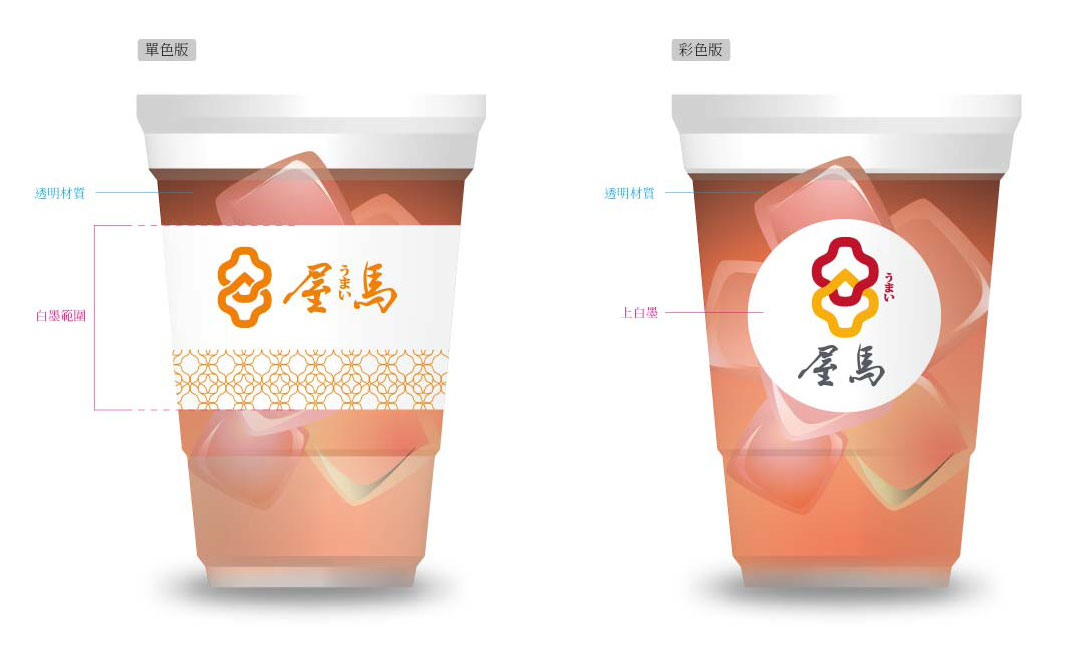 單色版
彩色版
透明材質
透明材質
白墨範圍
上白墨
屋うまい馬
うまい
屋馬